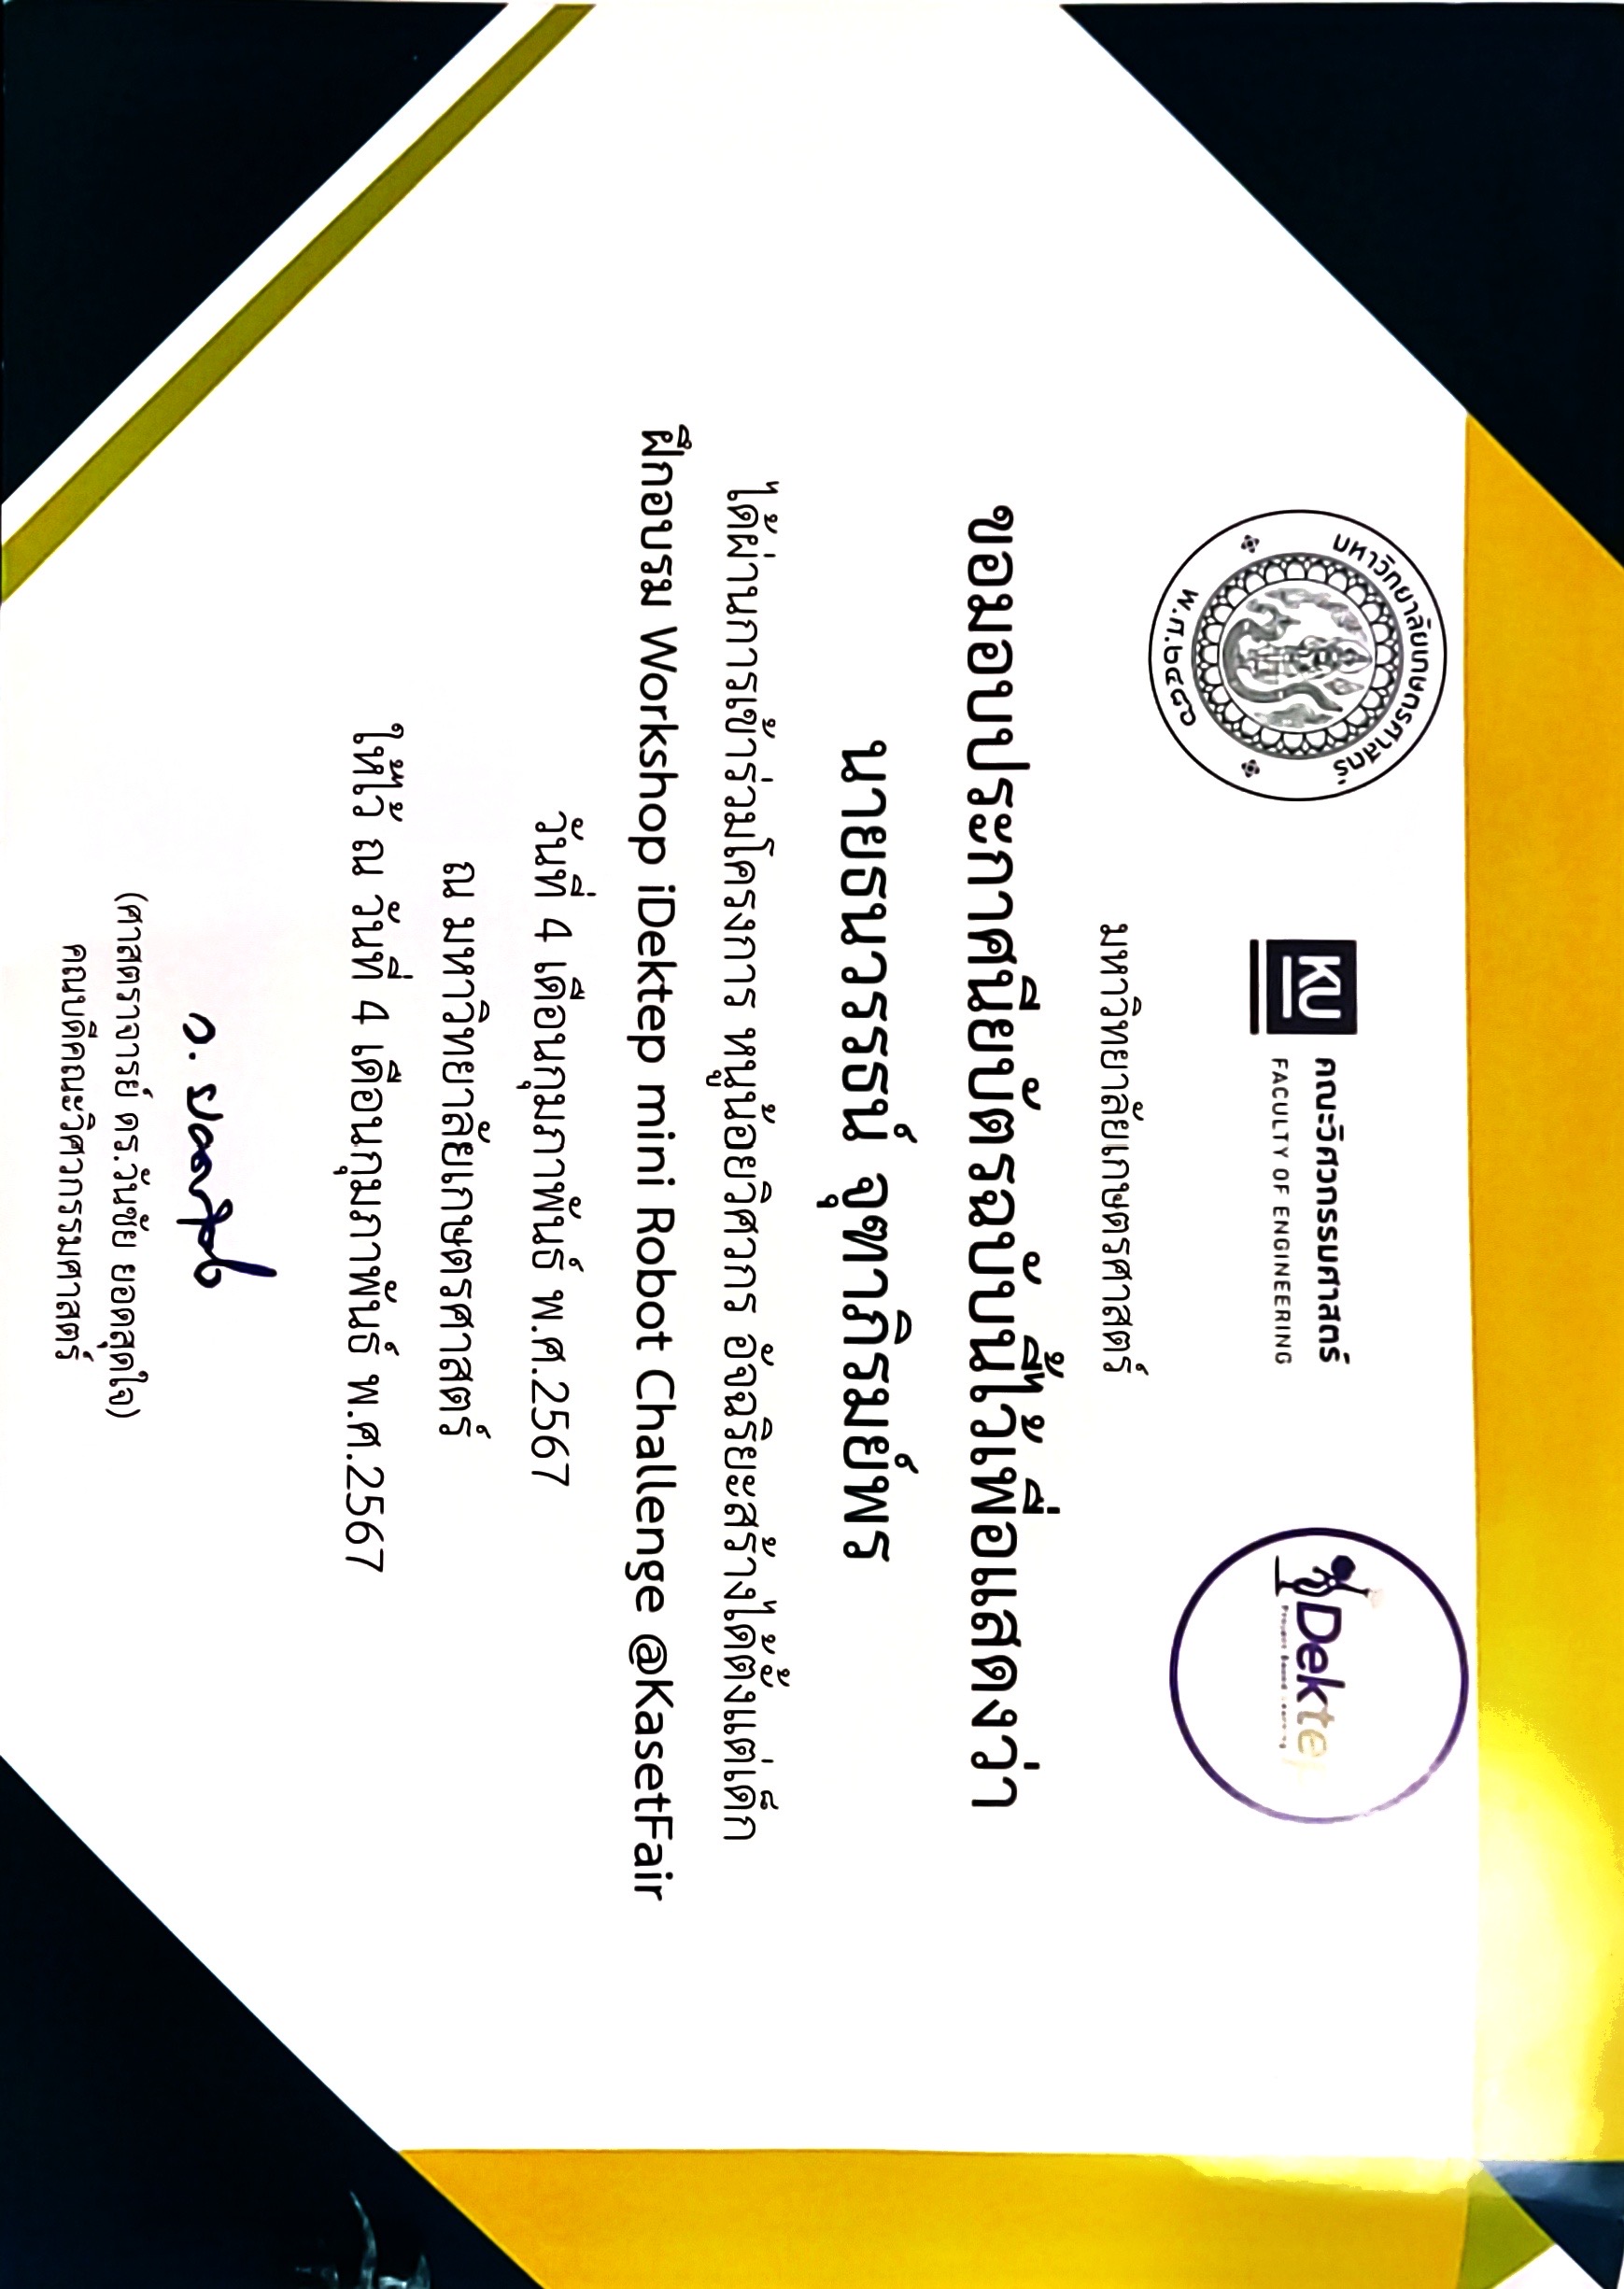 มหาวิทยาลัยเกษตรศาสตร์
พ.ศ.๒๔๘๖
KU
คณะวิศวกรรมศาสตร์
FACULTY OF ENGINEERING
Dekte
Project Based Learning
มหาวิทยาลัยเกษตรศาสตร์
ขอมอบประกาศนียบัตรฉบับนี้ไว้เพื่อแสดงว่า
นายธนวรรธน์ จุฑาภิรมย์พร
ได้ผ่านการเข้าร่วมโครงการ หนูน้อยวิศวกร อัจฉริยะสร้างได้ตั้งแต่เด็ก
ฝึกอบรม Workshop iDektep mini Robot Challenge @KasetFair
วันที่ 4 เดือนกุมภาพันธ์ พ.ศ.2567
ณ มหาวิทยาลัยเกษตรศาสตร์
ให้ไว้ ณ วันที่ 4 เดือนกุมภาพันธ์ พ.ศ.2567
(ศาสตราจารย์ ดร.วันชัย ยอดสุดใจ)
คณบดีคณะวิศวกรรมศาสตร์